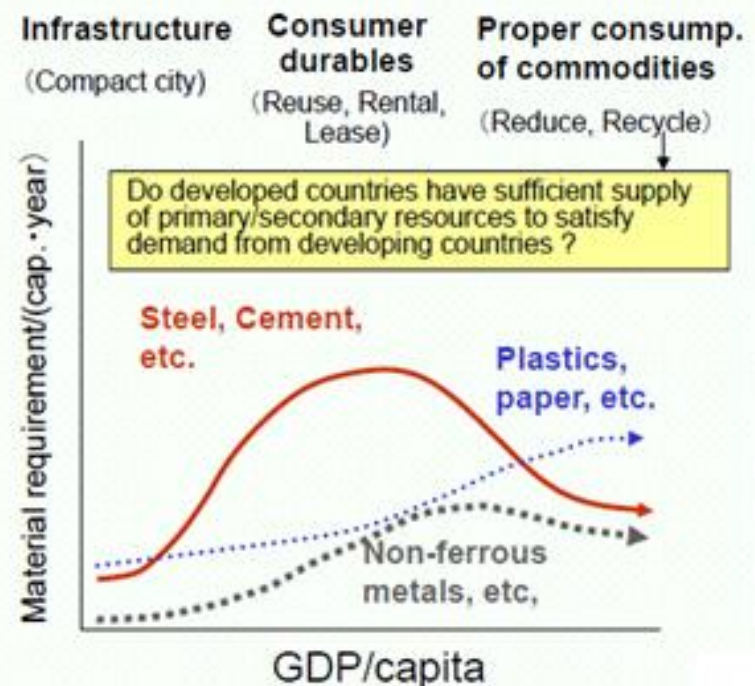 Infrastructure
(Compact city)
Consumer
durables
(Reuse, Rental,
Lease)
Proper consump.
of commodities
(Reduce, Recycle)
Do developed countries have sufficient supply
of primary/secondary resources to satisfy
demand from developing countries ?
Material requirement/(cap.·year)
Steel, Cement,
etc.
Plastics,
paper, etc.
Non-ferrous
metals, etc,
GDP/capita